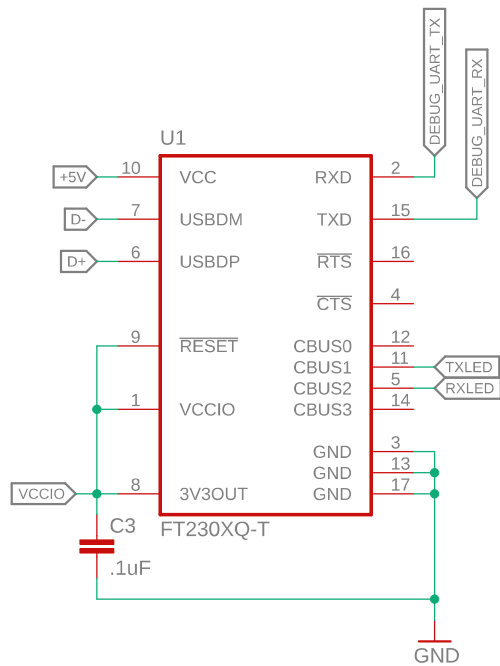 DEBUG_UART_TX
DEBUG_UART_RX
U1
+5V 10 VCC RXD 2
D- 7 USBDM TXD 15
D+ 6 USBDP RTS 16
CTS 4
9 RESET CBUS0 12
CBUS1 11 TXLED
CBUS2 5 RXLED
1 VCCIO CBUS3 14
GND 3
GND 13
VCCIO 8 3V3OUT GND 17
C3 FT230XQ-T
.1uF
GND